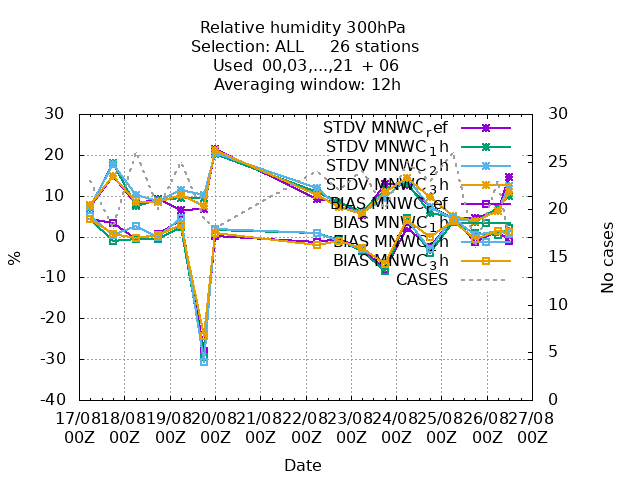 Relative humidity 300hPa
Selection: ALL 26 stations
Used 00,03,...,21 + 06
Averaging window: 12h
30
20
10
0
-10
-20
-30
-40
%
30
25
20
15
10
5
0
No cases
STDV MNWC_ref
STDV MNWC_1h
STDV MNWC_2h
STDV MNWC_3h
BIAS MNWC_ref
BIAS MNWC_1h
BIAS MNWC_2h
BIAS MNWC_3h
CASES
17/08 18/08 19/08 20/08 21/08 22/08 23/08 24/08 25/08 26/08 27/08
00Z 00Z 00Z 00Z 00Z 00Z 00Z 00Z 00Z 00Z 00Z
Date